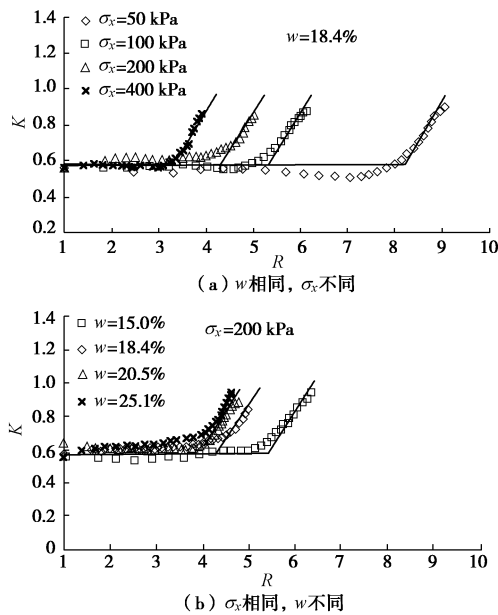 1.4
1.2
1.0
0.8
0.6
0.4
0.2
K
σx=50 kPa
σx=100 kPa
σx=200 kPa
σx=400 kPa
w=18.4%
1 2 3 4 5 6 7 8 9 10
R
(a) w相同, σx不同
1.4
1.2
1.0
0.8
0.6
0.4
0.2
0
K
w=15.0%
w=18.4%
w=20.5%
w=25.1%
σx=200 kPa
1 2 3 4 5 6 7 8 9 10
R
(b) σx相同, w不同